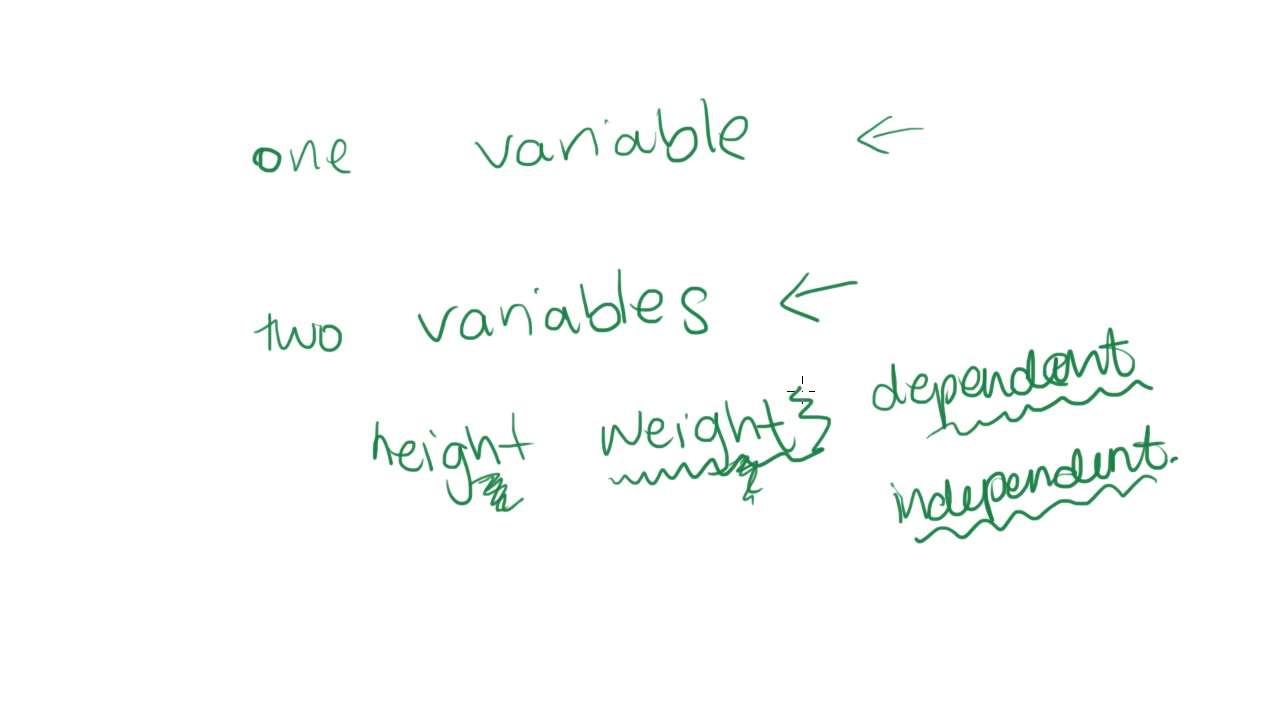 one variable ←
two variables ←
height weight } dependent
independent.